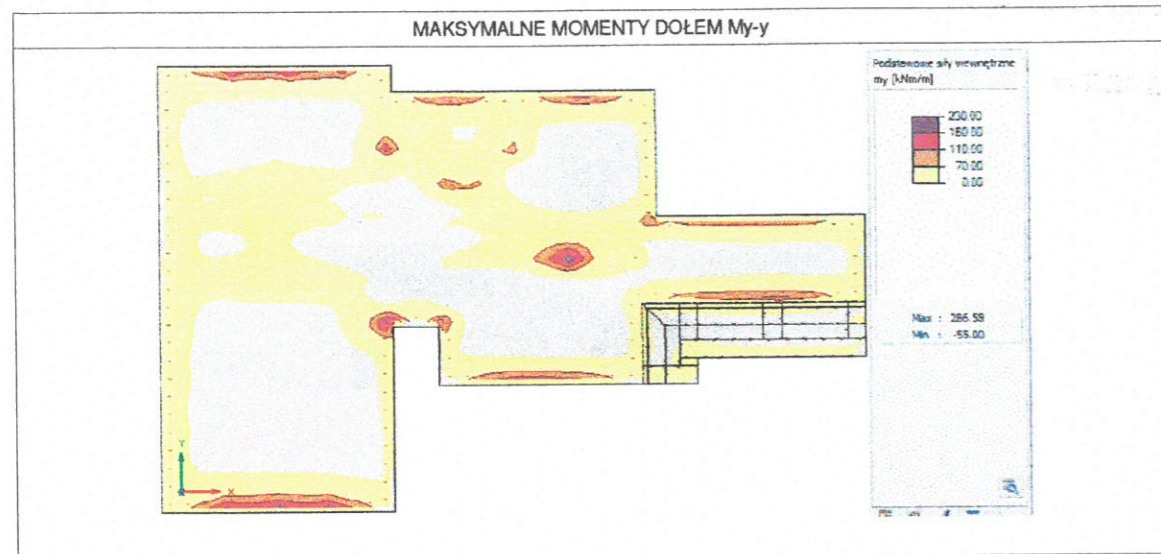 MAKSYMALNE MOMENTY DOŁEM My-y
Podstawowe siły wewnętrzne
my [kNm/m]
230.00
160.00
110.00
70.00
0.00
Max : 286.59
Min : -55.00
Y
X